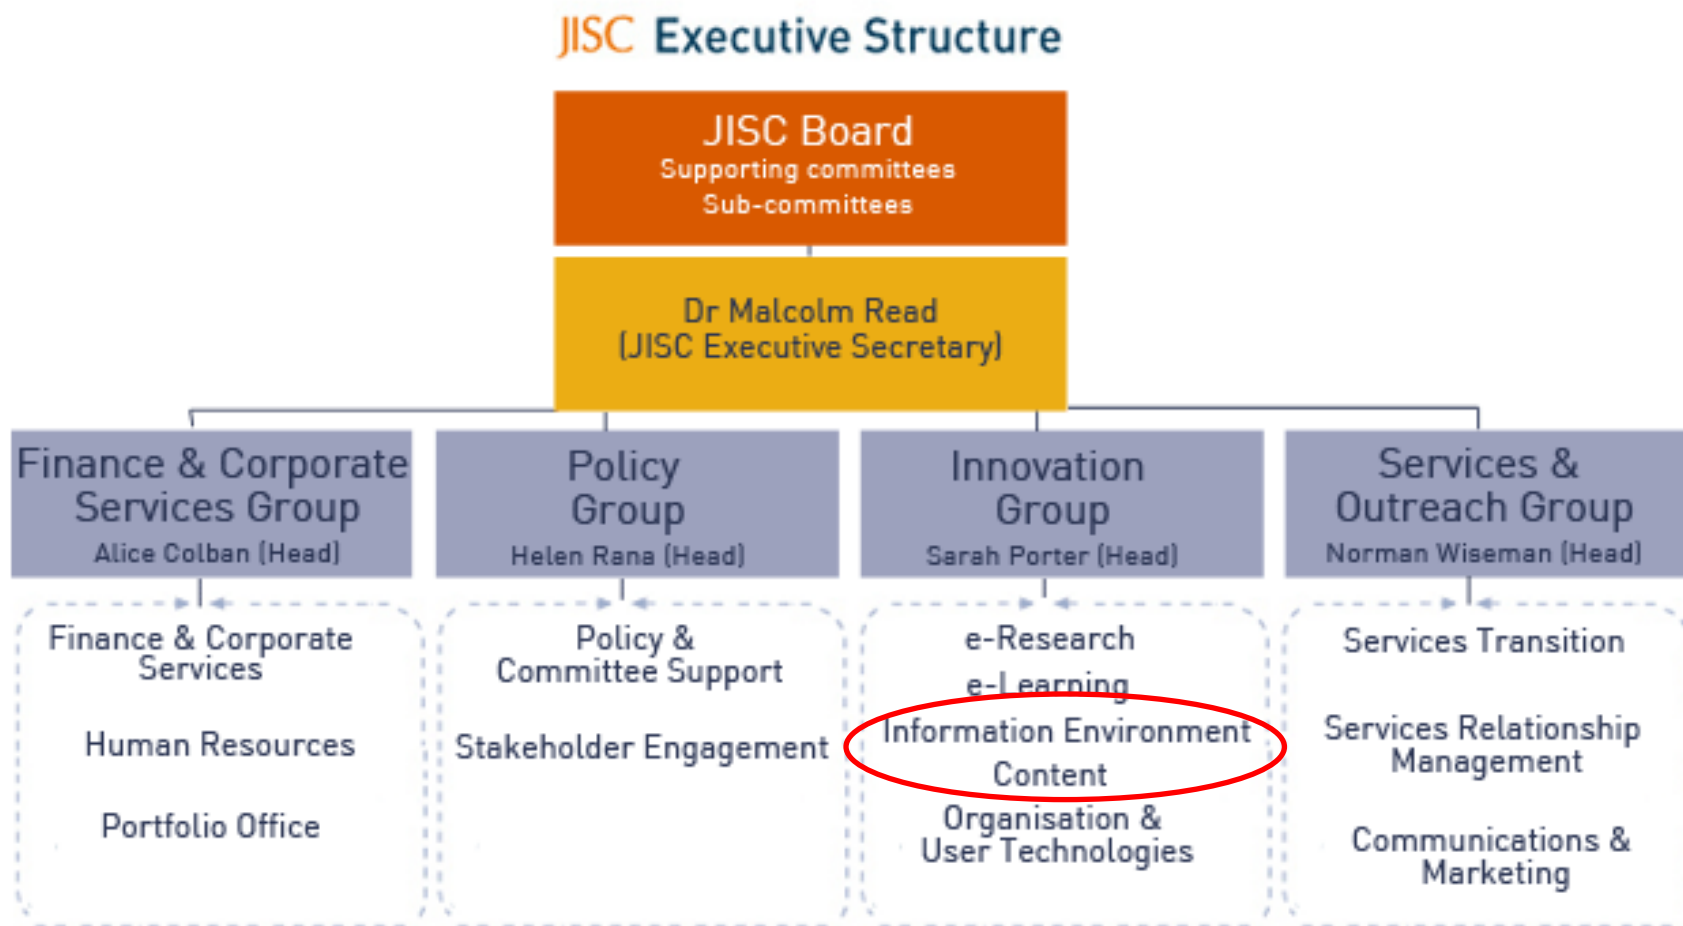 JISC Executive Structure
JISC Board
Supporting committees
Sub-committees
Dr Malcolm Read
(JISC Executive Secretary)
Finance & Corporate
Services Group
Alice Colban (Head)
Policy
Group
Helen Rana (Head)
Innovation
Group
Sarah Porter (Head)
Services &
Outreach Group
Norman Wiseman (Head)
Finance & Corporate
Services
Human Resources
Portfolio Office
Policy &
Committee Support
Stakeholder Engagement
e-Research
e-Learning
Information Environment
Content
Organisation &
User Technologies
Services Transition
Services Relationship
Management
Communications &
Marketing